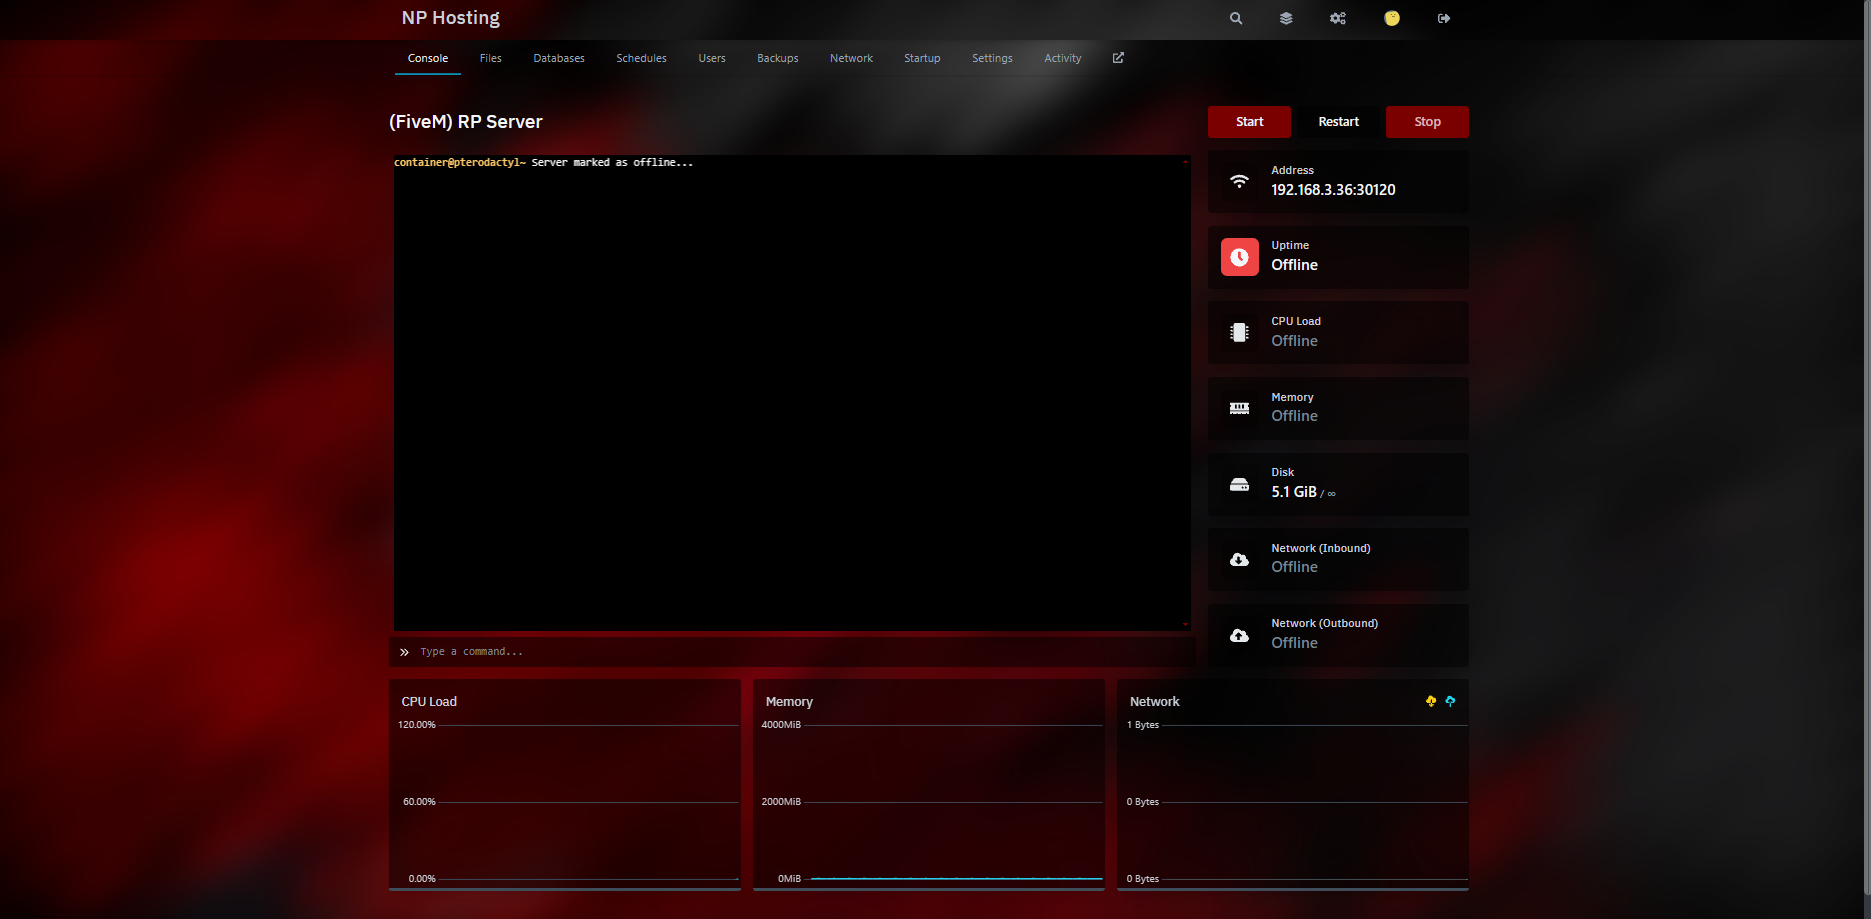 NP Hosting
Console Files Databases Schedules Users Backups Network Startup Settings Activity
(FiveM) RP Server
Start Restart Stop
container@pterodactyl~ Server marked as offline...
Address
192.168.3.36:30120
Uptime
Offline
CPU Load
Offline
Memory
Offline
Disk
5.1 GiB / ∞
Network (Inbound)
Offline
Network (Outbound)
Offline
Type a command...
CPU Load
120.00%
60.00%
0.00%
Memory
4000MiB
2000MiB
0MiB
Network
1 Bytes
0 Bytes
0 Bytes